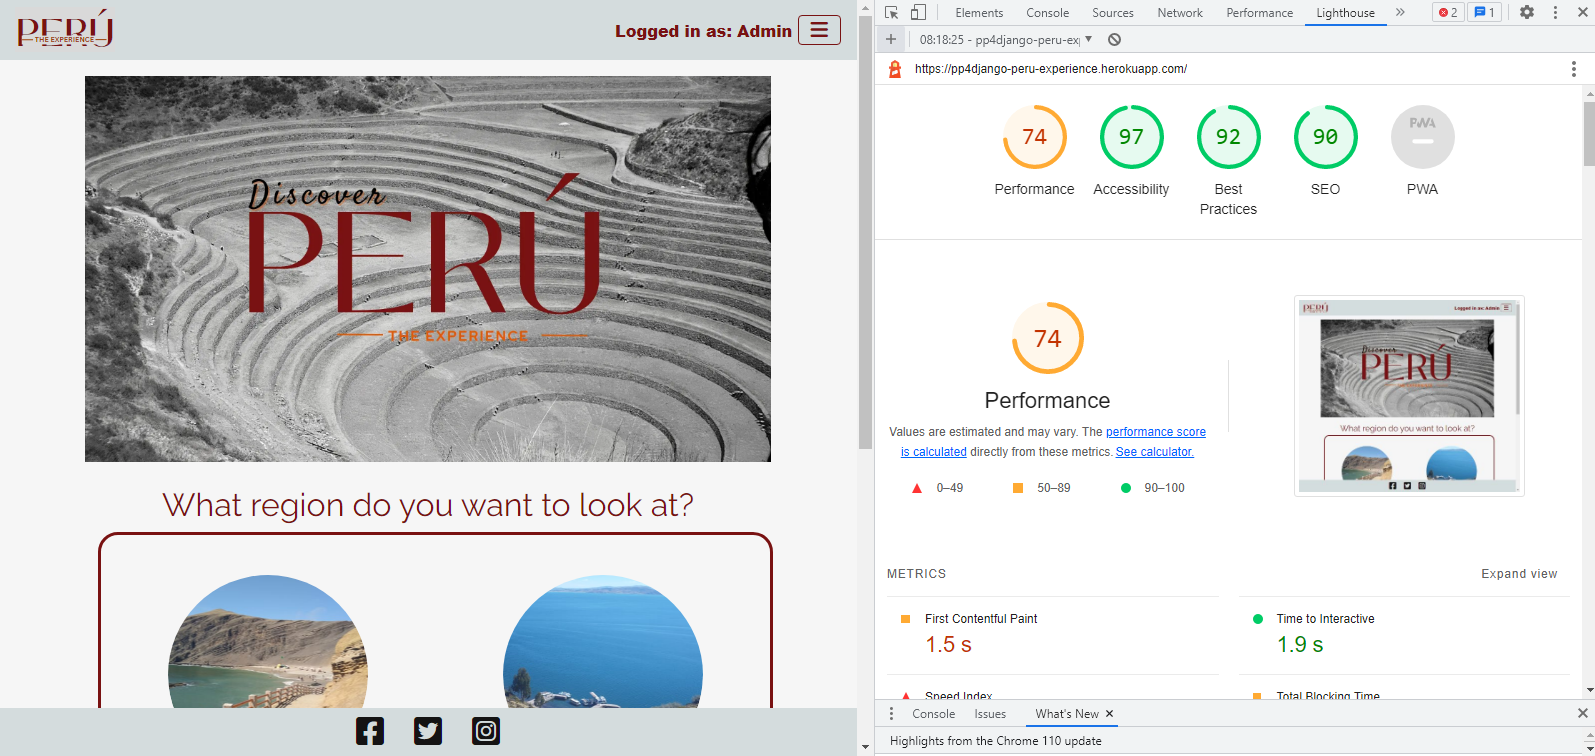 PERÚ
THE EXPERIENCE
Logged in as: Admin
Discover
PERÚ
THE EXPERIENCE
What region do you want to look at?
Elements Console Sources Network Performance Lighthouse » 2 1
08:18:25 - pp4django-peru-ex
https://pp4django-peru-experience.herokuapp.com/
74 97 92 90 PWA
Performance Accessibility Best Practices SEO PWA
74
Performance
Values are estimated and may vary. The performance score
is calculated directly from these metrics. See calculator.
0–49 50–89 90–100
PERÚ
Logged in as: Admin
Discover
PERÚ
What region do you want to look at?
METRICS Expand view
First Contentful Paint
1.5 s
Time to Interactive
1.9 s
Speed Index
Total Blocking Time
Console Issues What's New
Highlights from the Chrome 110 update